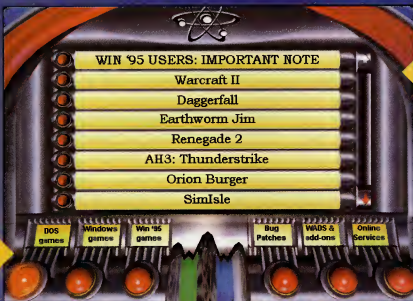 WIN '95 USERS: IMPORTANT NOTE
Warcraft II
Daggerfall
Earthworm Jim
Renegade 2
AH3: Thunderstrike
Orion Burger
SimIsle
DOS games
Windows games
Win '95 games
Bug Patches
WADS & add-ons
Online Services